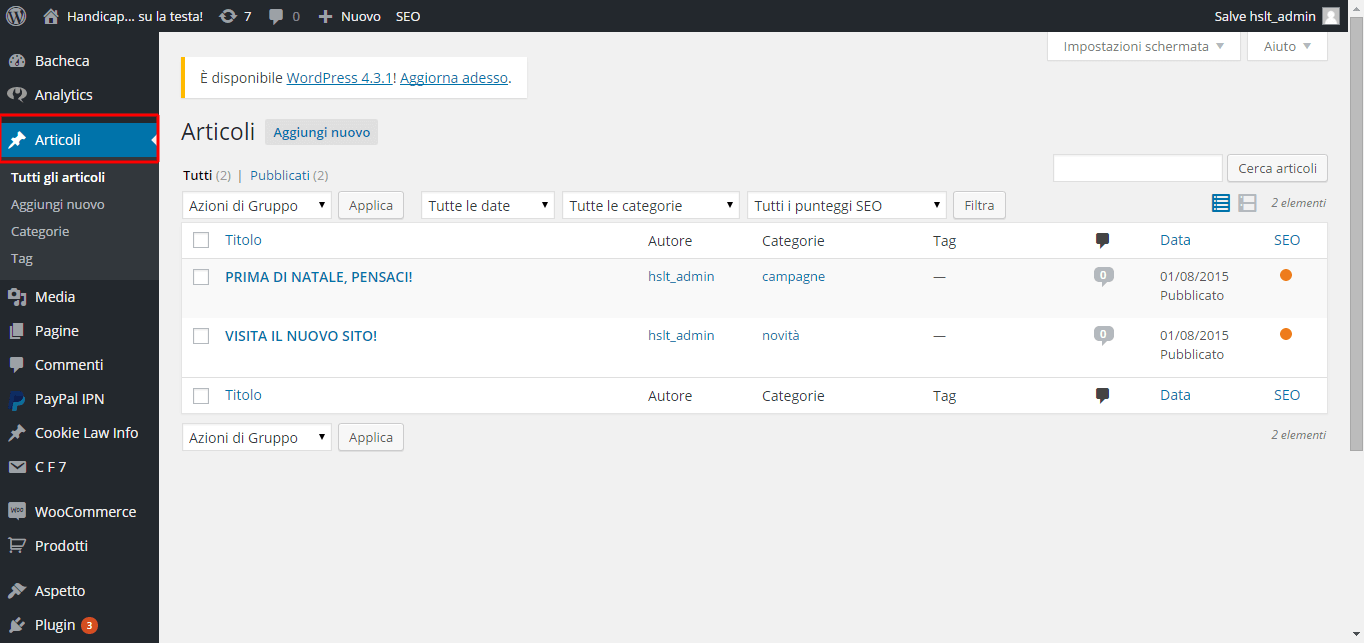 Handicap... su la testa! 7 0 Nuovo SEO Salve hslt_admin
Impostazioni schermata Aiuto
Bacheca
Analytics
Articoli
Tutti gli articoli
Aggiungi nuovo
Categorie
Tag
Media
Pagine
Commenti
PayPal IPN
Cookie Law Info
C F 7
WooCommerce
Prodotti
Aspetto
Plugin 3
È disponibile WordPress 4.3.1! Aggiorna adesso.
Articoli Aggiungi nuovo
Tutti (2) | Pubblicati (2)
Cerca articoli
Azioni di Gruppo Applica Tutte le date Tutte le categorie Tutti i punteggi SEO Filtra 2 elementi
Titolo Autore Categorie Tag Data SEO
PRIMA DI NATALE, PENSACI! hslt_admin campagne — 0 01/08/2015
Pubblicato
VISITA IL NUOVO SITO! hslt_admin novità — 0 01/08/2015
Pubblicato
Titolo Autore Categorie Tag Data SEO
Azioni di Gruppo Applica 2 elementi